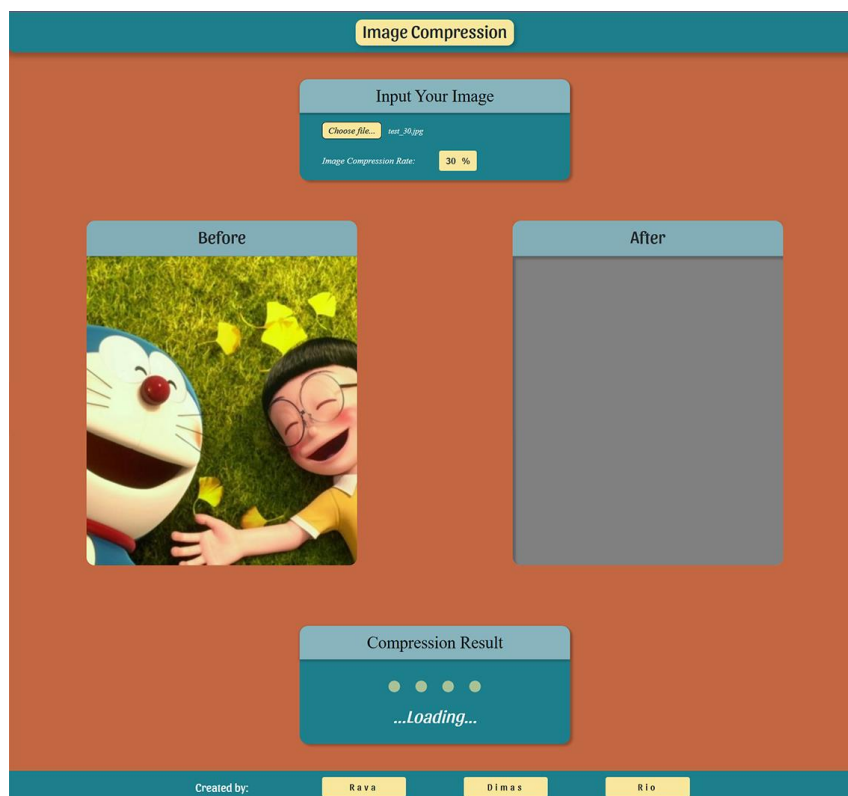 Image Compression
Input Your Image
Choose file... test_30.jpg
Image Compression Rate: 30 %
Before
After
Compression Result
...Loading...
Created by: Rava Dimas Rio